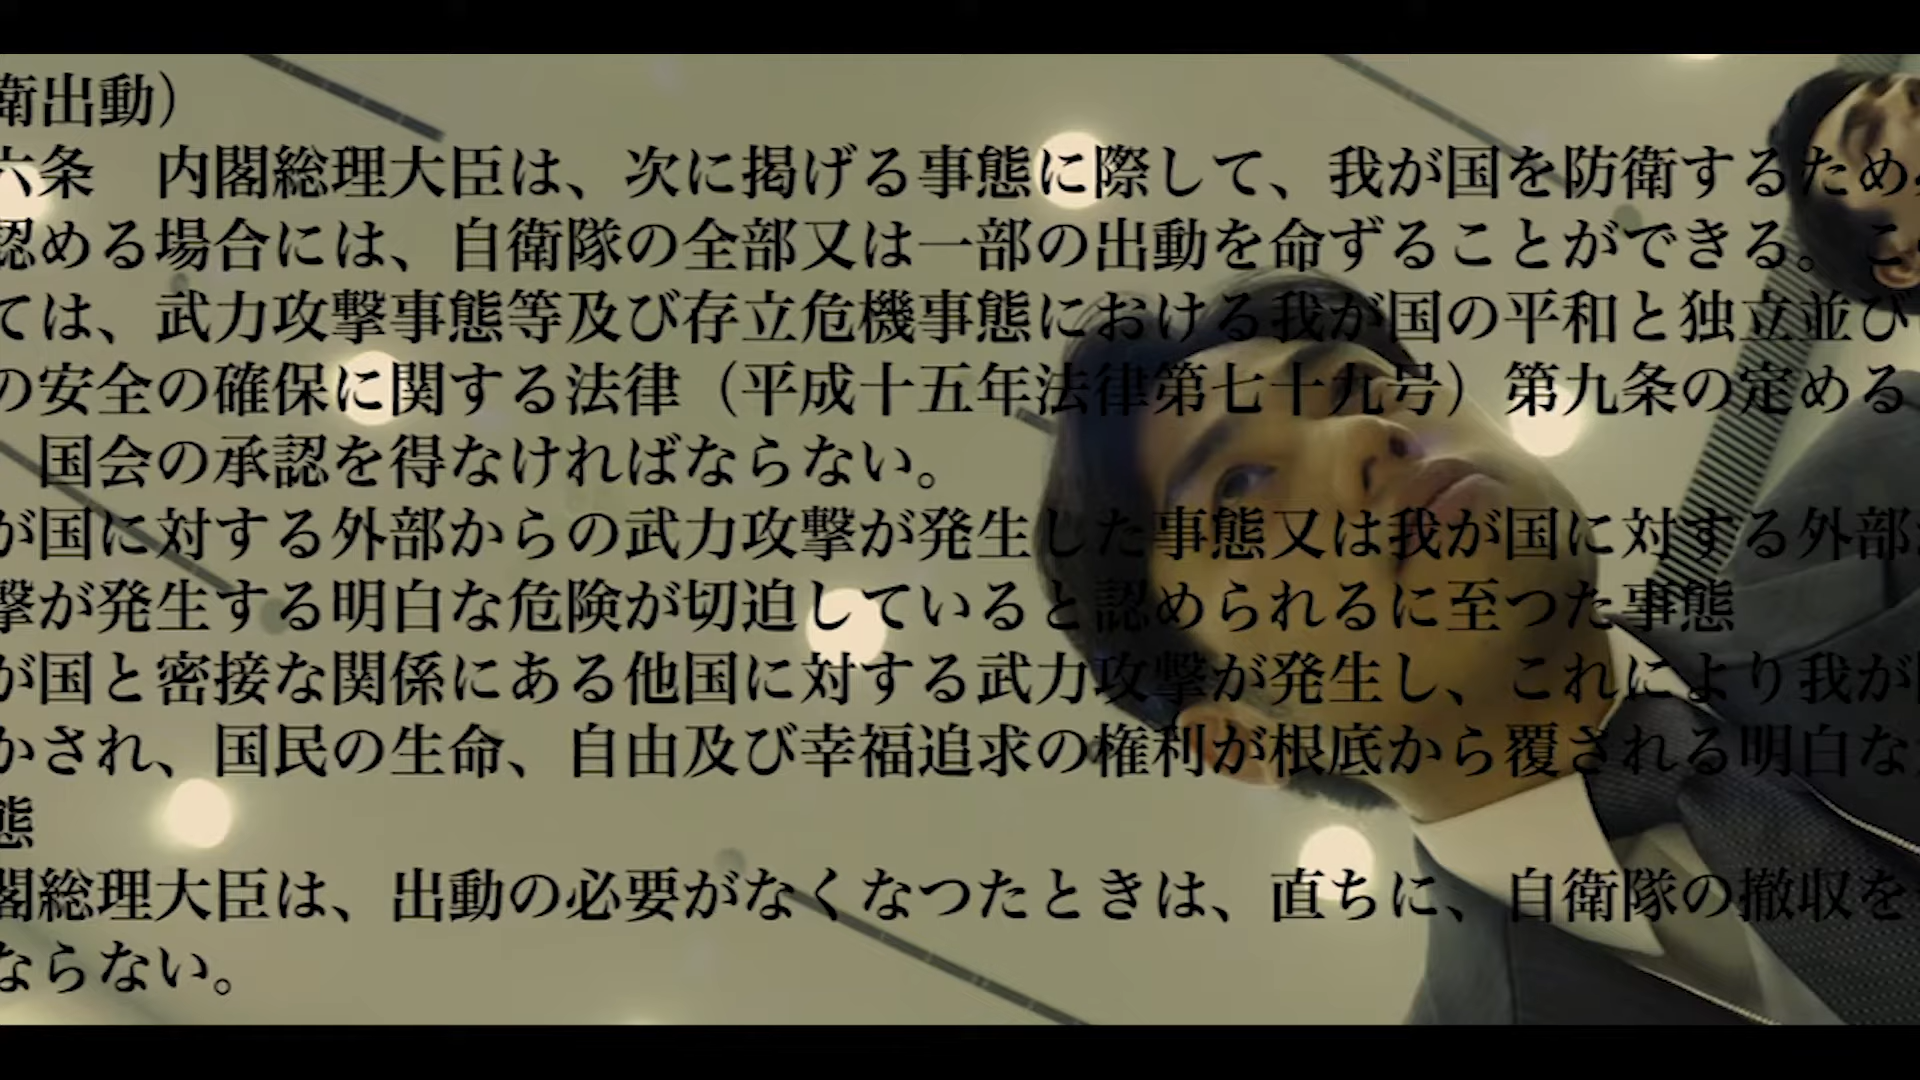 衛出動）
六条　内閣総理大臣は、次に掲げる事態に際して、我が国を防衛するため
認める場合には、自衛隊の全部又は一部の出動を命ずることができる。こ
ては、武力攻撃事態等及び存立危機事態における我が国の平和と独立並び
の安全の確保に関する法律（平成十五年法律第七十九号）第九条の定める
国会の承認を得なければならない。
が国に対する外部からの武力攻撃が発生した事態又は我が国に対する外部
撃が発生する明白な危険が切迫していると認められるに至つた事態
が国と密接な関係にある他国に対する武力攻撃が発生し、これにより我が
かされ、国民の生命、自由及び幸福追求の権利が根底から覆される明白な
態
閣総理大臣は、出動の必要がなくなつたときは、直ちに、自衛隊の撤収を
ならない。